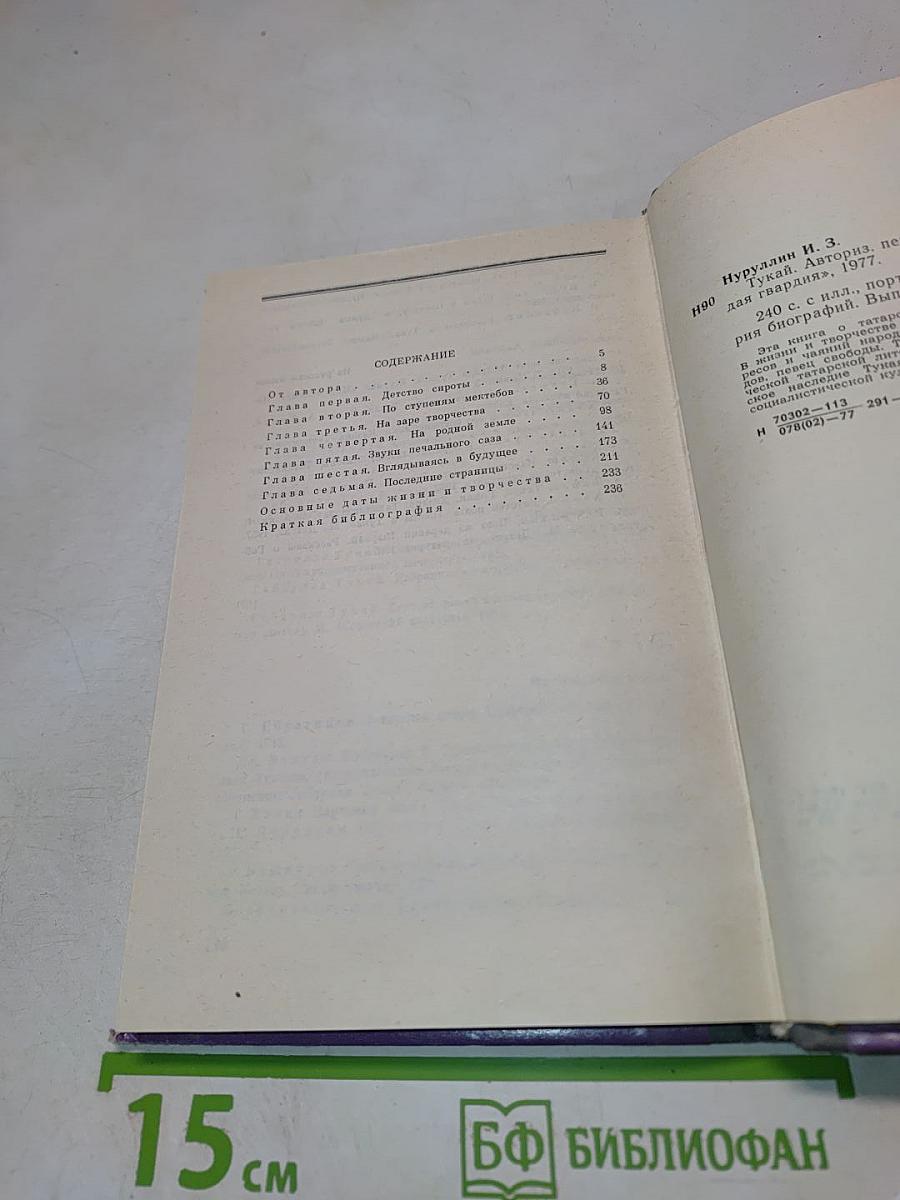 СОДЕРЖАНИЕ
От автора . . . . . . . . . . . . . . . 5
Глава первая. Детство сироты . . . . . . 8
Глава вторая. По ступеням мектебов . . . . 36
Глава третья. На заре творчества . . . . . . 70
Глава четвертая. На родной земле . . . . . 98
Глава пятая. Звуки печального саза . . . . . 141
Глава шестая. Вглядываясь в будущее . . . . 173
Глава седьмая. Последние страницы . . . . . 211
Основные даты жизни и творчества . . 233
Краткая библиография . . . . . . . . . 236
Нуруллин И. З.
Н90
Тукай. Авториз. пе
дая гвардия», 1977.
240 с. с илл., порт
рия биографий. Вып
Эта книга о татарс
В жизни и творчестве
ресов и чаяний народ
дов, певец свободы. Т
ческой татарской лит
ское наследие Тука
социалистической кул
Н 70302—113
078(02)—77 291—
15 см
БФ БИБЛИОФАН